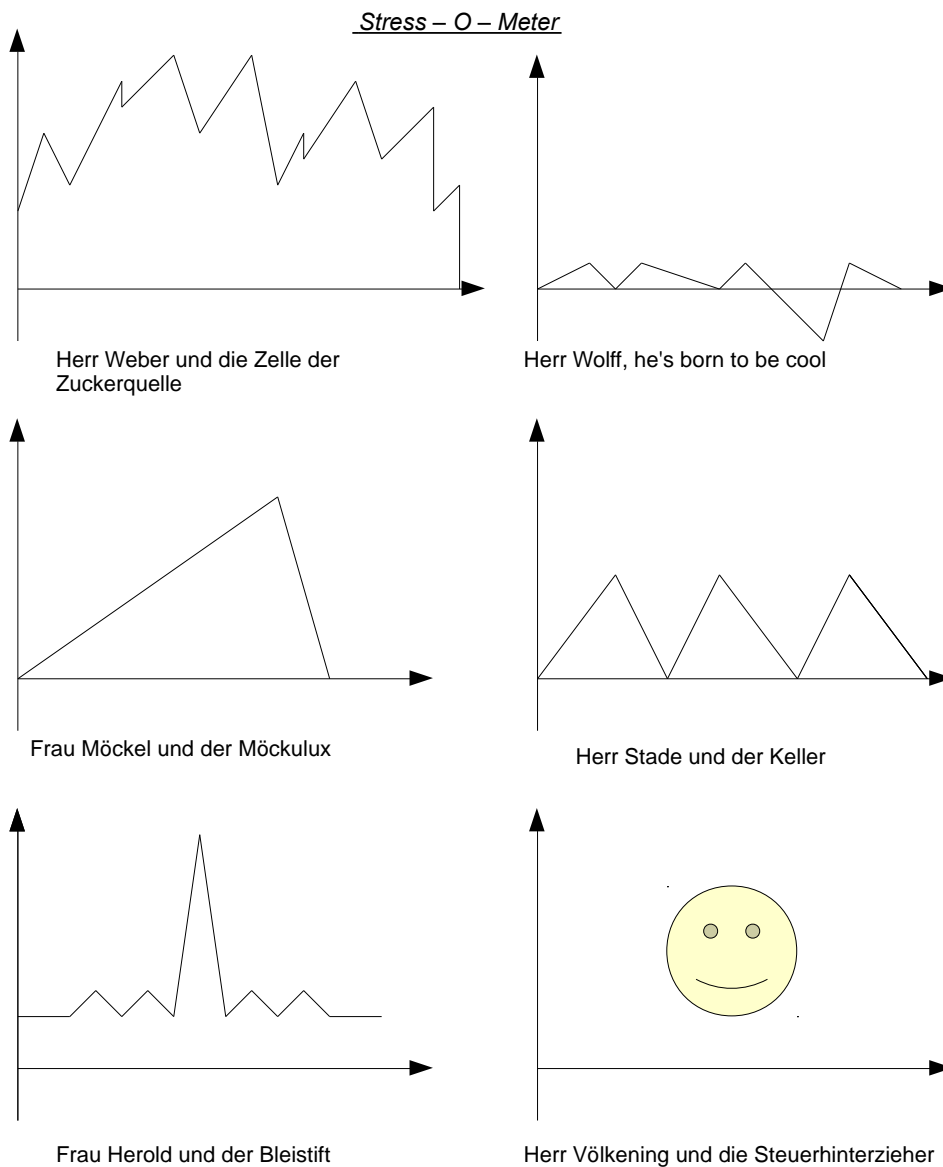 Stress – O – Meter
Herr Weber und die Zelle der
Zuckerquelle
Herr Wolff, he's born to be cool
Frau Möckel und der Möckulux
Herr Stade und der Keller
Frau Herold und der Bleistift
Herr Völkening und die Steuerhinterzieher